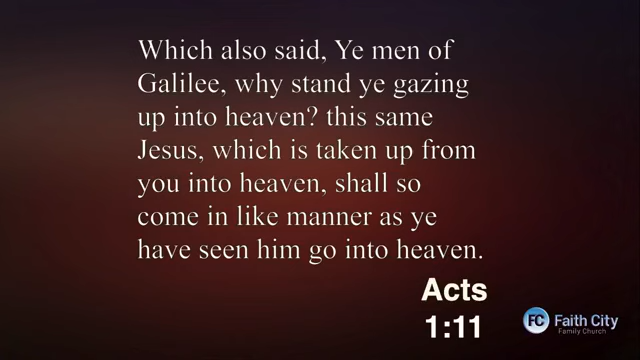 Which also said, Ye men of
Galilee, why stand ye gazing
up into heaven? this same
Jesus, which is taken up from
you into heaven, shall so
come in like manner as ye
have seen him go into heaven.
Acts
1:11
FC Faith City
Family Church